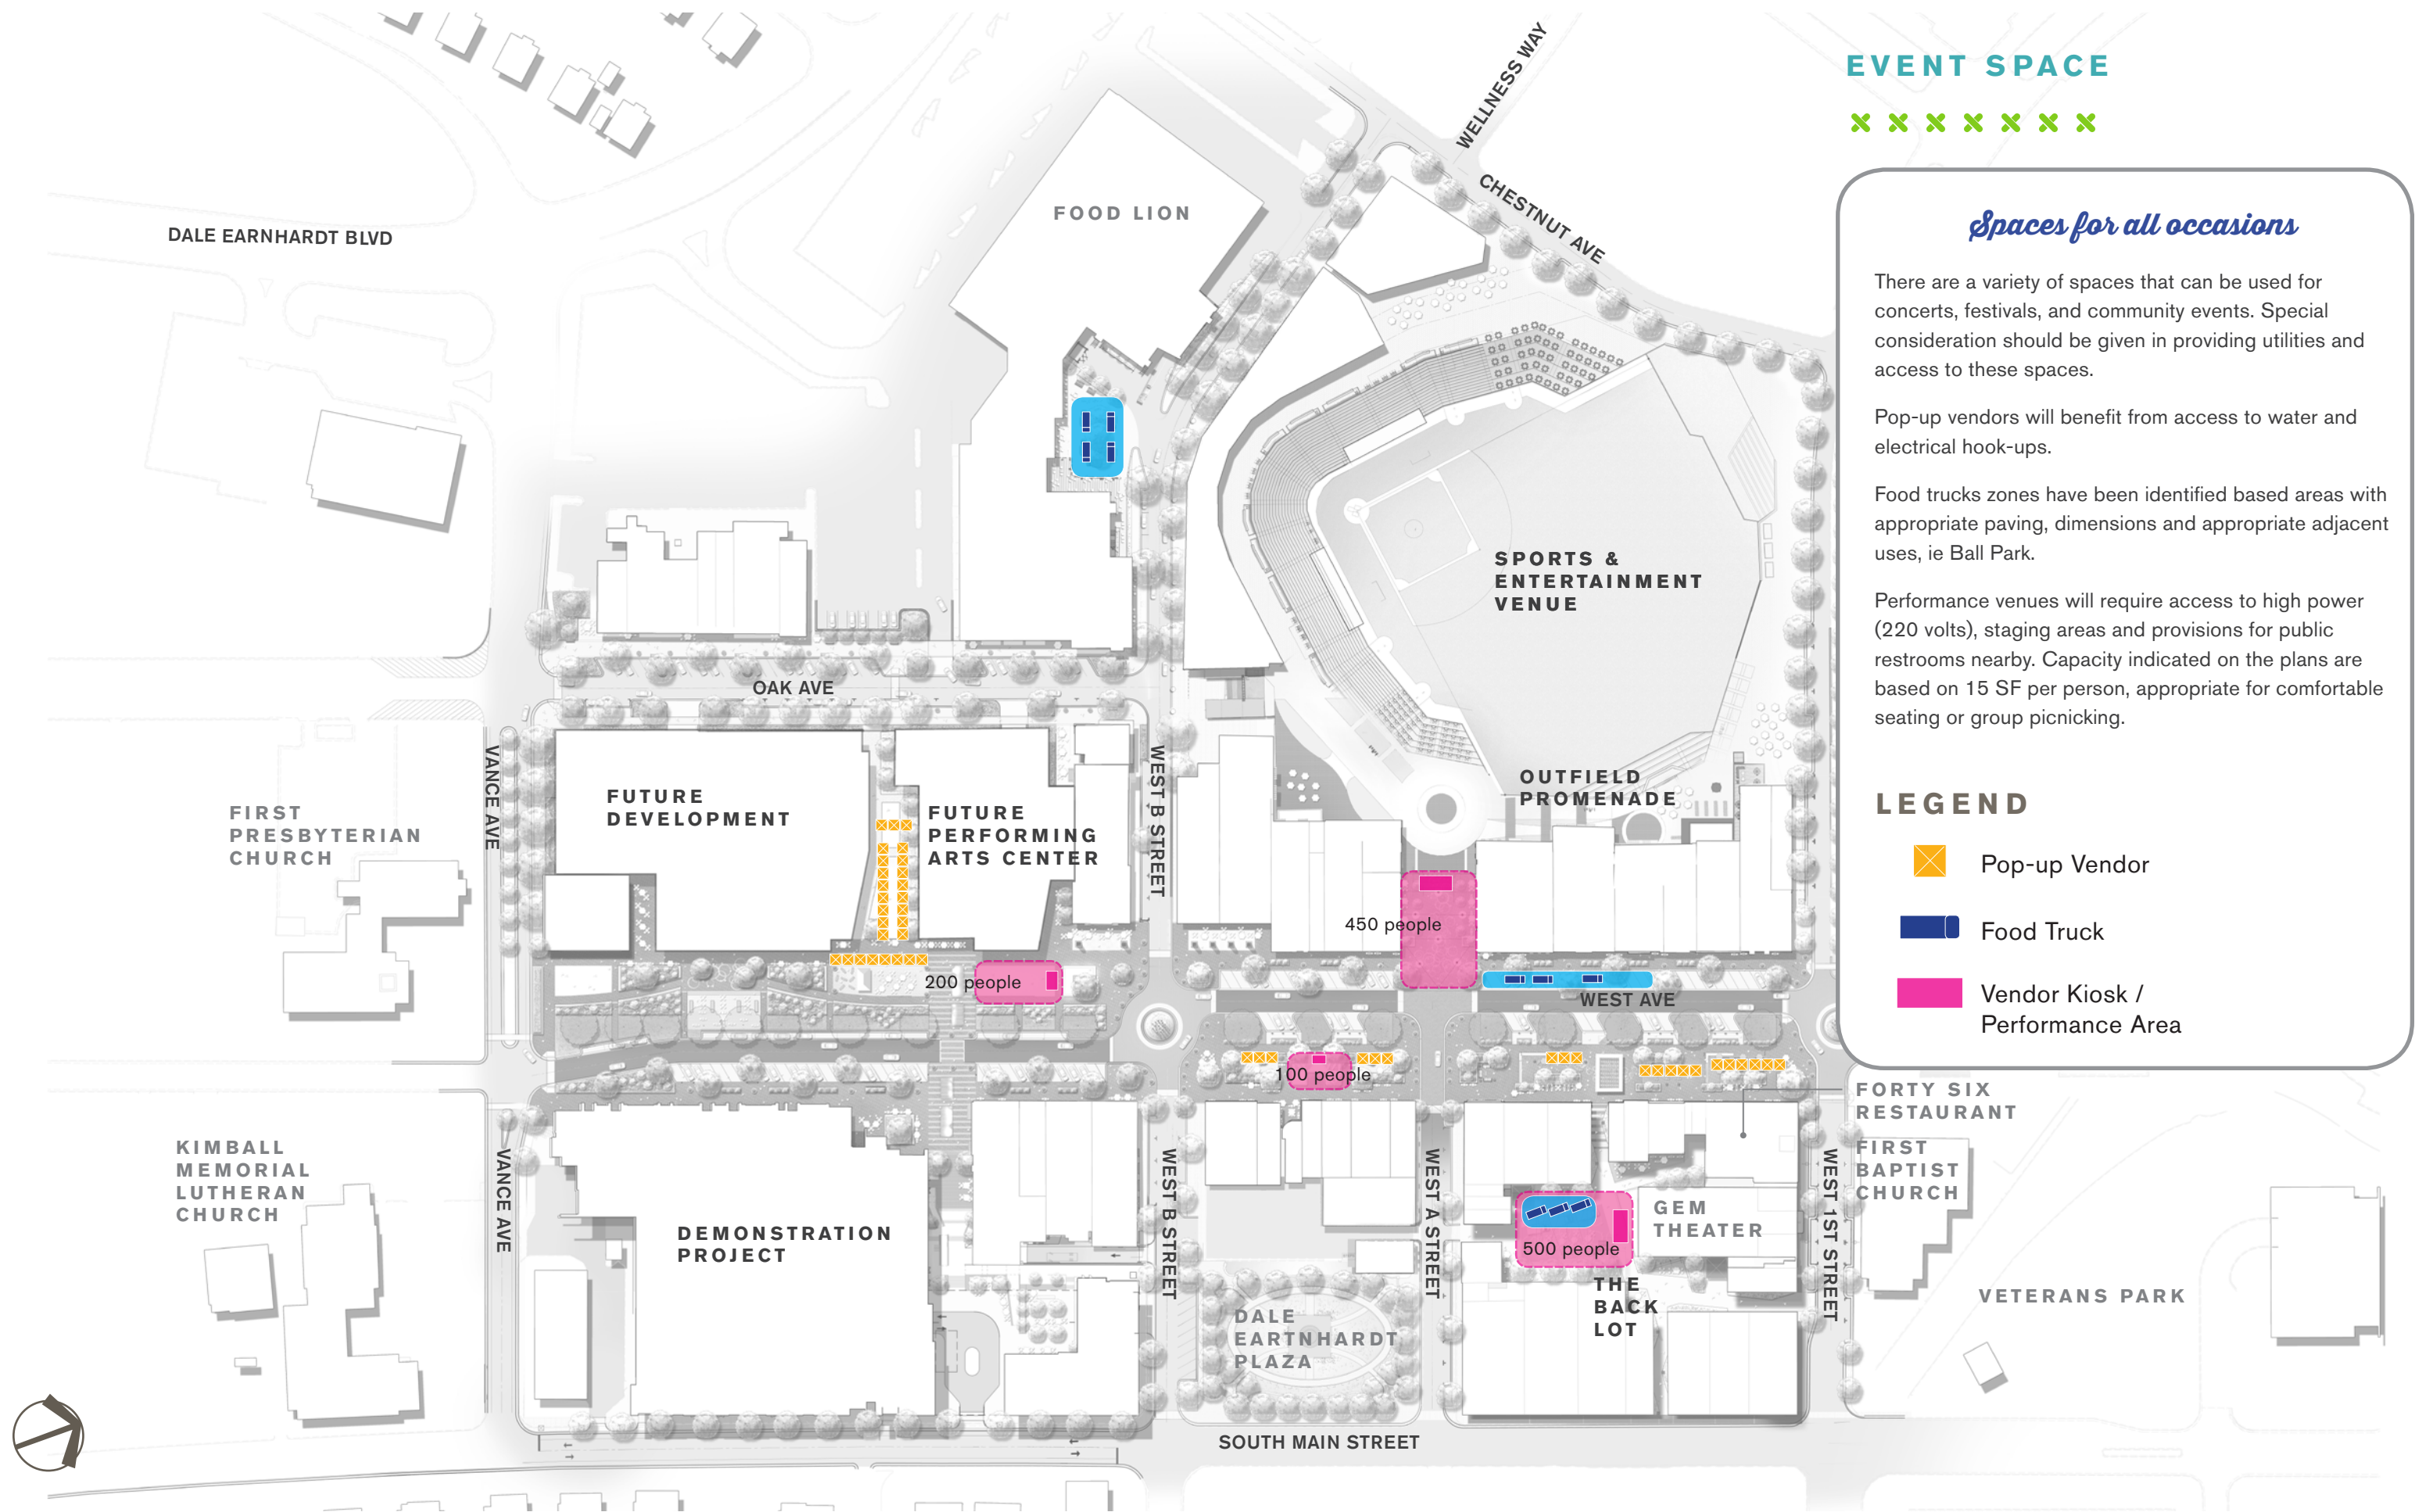 EVENT SPACE
Spaces for all occasions
There are a variety of spaces that can be used for
concerts, festivals, and community events. Special
consideration should be given in providing utilities and
access to these spaces.
Pop-up vendors will benefit from access to water and
electrical hook-ups.
Food trucks zones have been identified based areas with
appropriate paving, dimensions and appropriate adjacent
uses, ie Ball Park.
Performance venues will require access to high power
(220 volts), staging areas and provisions for public
restrooms nearby. Capacity indicated on the plans are
based on 15 SF per person, appropriate for comfortable
seating or group picnicking.
LEGEND
Pop-up Vendor
Food Truck
Vendor Kiosk /
Performance Area
WELLNESS WAY
CHESTNUT AVE
FOOD LION
DALE EARNHARDT BLVD
SPORTS &
ENTERTAINMENT
VENUE
OAK AVE
VANCE AVE
WEST B STREET
OUTFIELD
PROMENADE
FIRST
PRESBYTERIAN
CHURCH
FUTURE
DEVELOPMENT
FUTURE
PERFORMING
ARTS CENTER
450 people
200 people
WEST AVE
100 people
FORTY SIX
RESTAURANT
FIRST
BAPTIST
CHURCH
KIMBALL
MEMORIAL
LUTHERAN
CHURCH
VANCE AVE
DEMONSTRATION
PROJECT
WEST B STREET
WEST A STREET
WEST 1ST STREET
GEM
THEATER
500 people
THE
BACK
LOT
DALE
EARTNHARDT
PLAZA
VETERANS PARK
SOUTH MAIN STREET